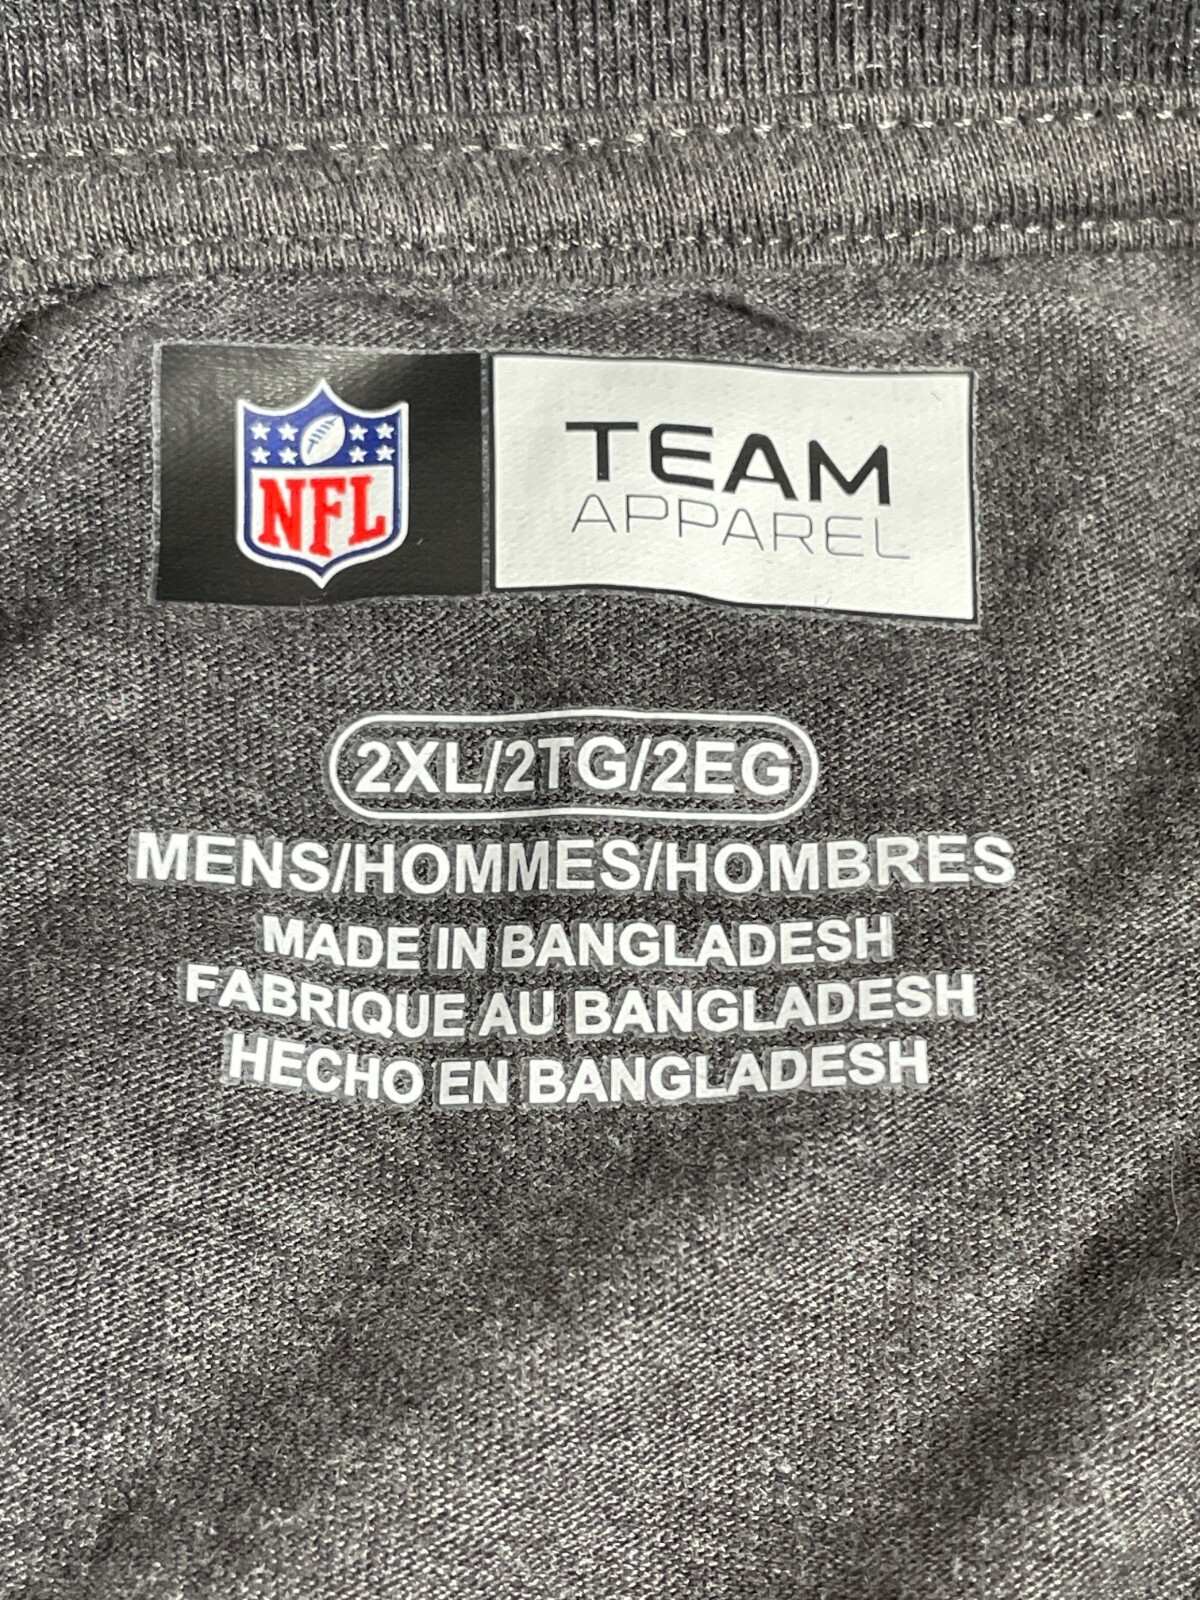 NFL
TEAM
APPAREL
2XL/2TG/2EG
MENS/HOMMES/HOMBRES
MADE IN BANGLADESH
FABRIQUE AU BANGLADESH
HECHO EN BANGLADESH